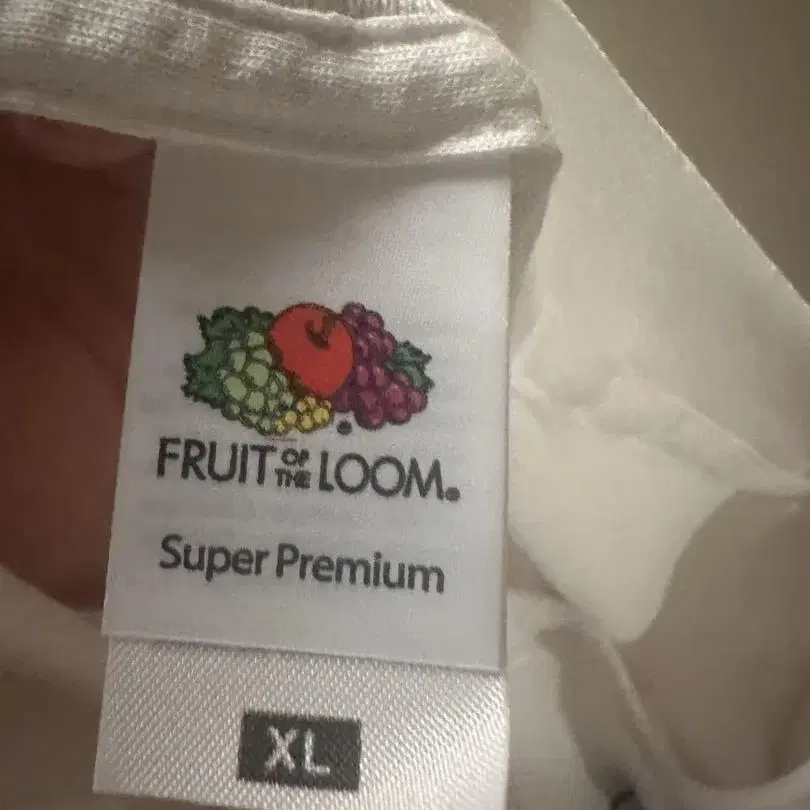 FRUIT OF THE LOOM®
Super Premium
XL